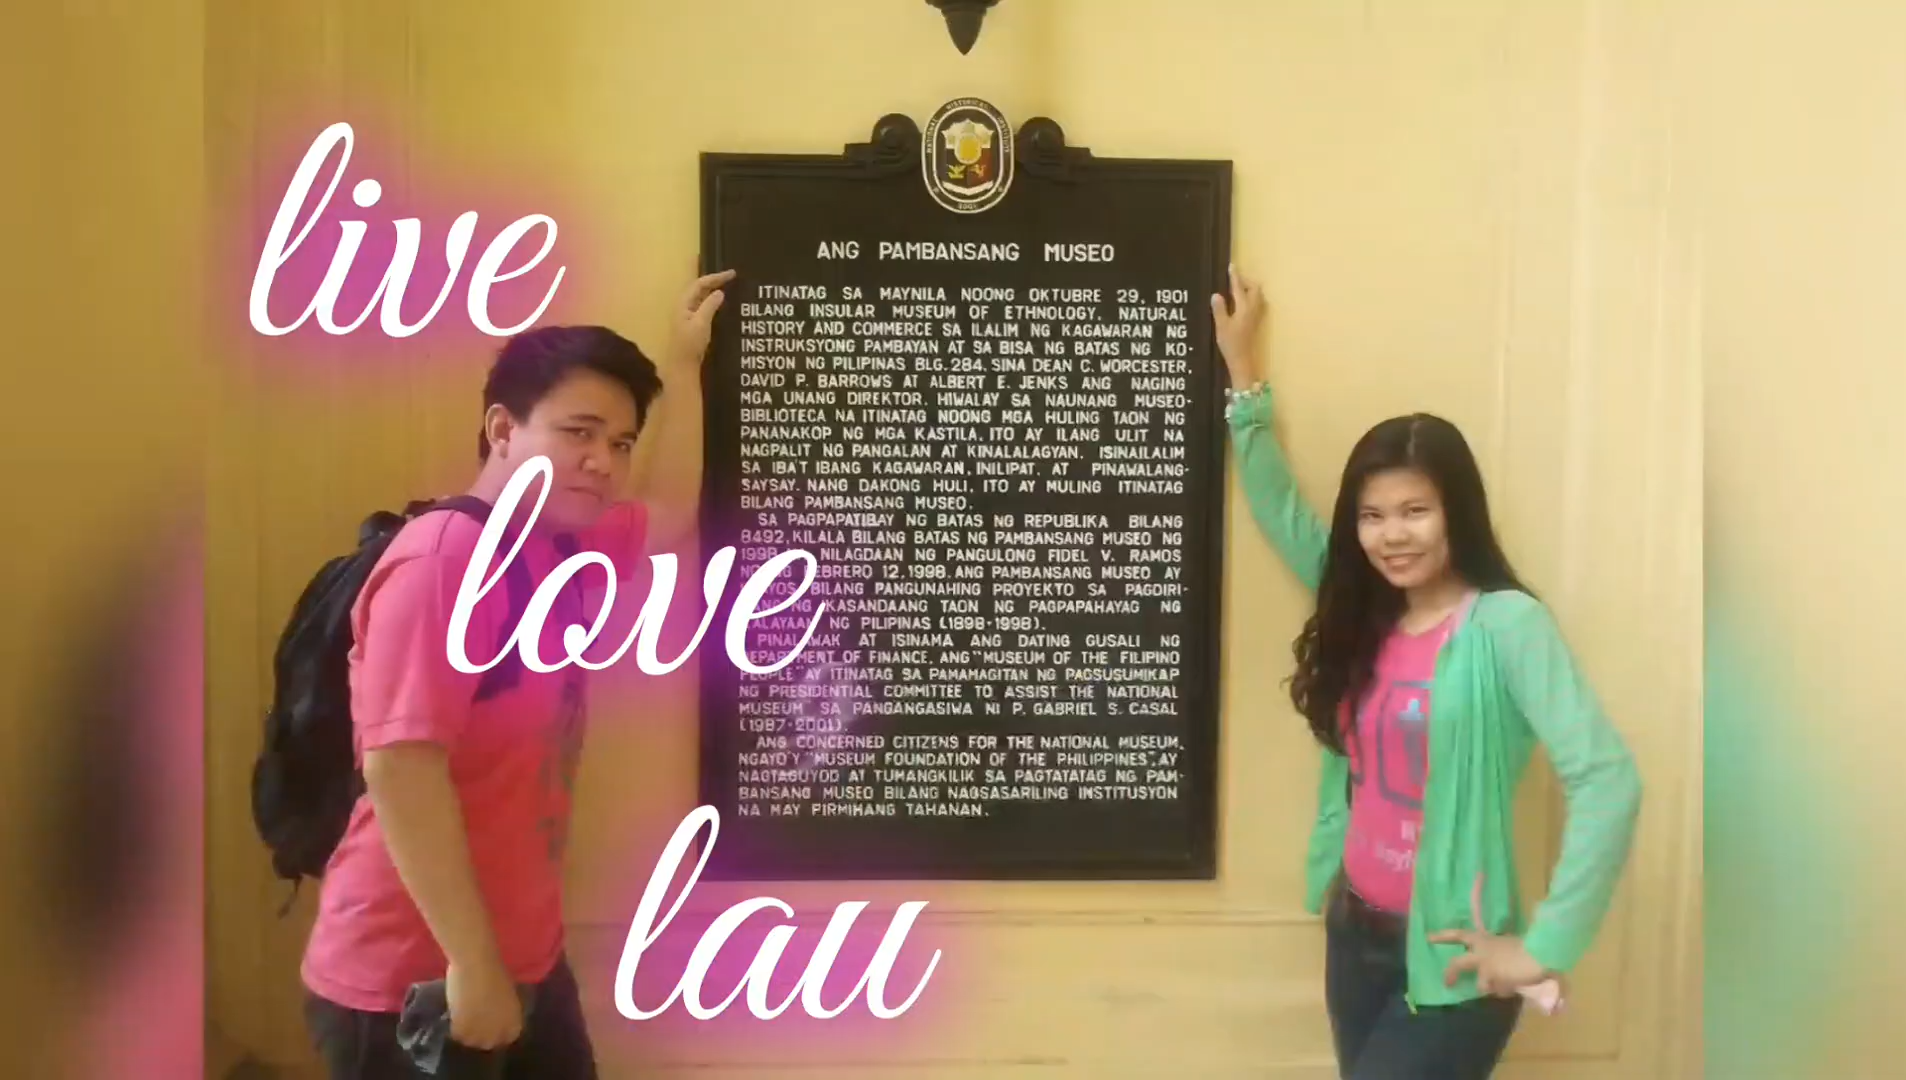 live
love
lau
NATIONAL HISTORICAL INSTITUTE
ANG PAMBANSANG MUSEO
ITINATAG SA MAYNILA NOONG OKTUBRE 29, 1901
BILANG INSULAR MUSEUM OF ETHNOLOGY, NATURAL
HISTORY AND COMMERCE SA ILALIM NG KAGAWARAN NG
INSTRUKSYONG PAMBAYAN AT SA BISA NG BATAS NG KO-
MISYON NG PILIPINAS BLG. 284. SINA DEAN C. WORCESTER,
DAVID P. BARROWS AT ALBERT E. JENKS ANG NAGING
MGA UNANG DIREKTOR. HIWALAY SA NAUNANG MUSEO-
BIBLIOTECA NA ITINATAG NOONG MGA HULING TAON NG
PANANAKOP NG MGA KASTILA, ITO AY ILANG ULIT NA
NAGPALIT NG PANGALAN AT KINALALAGYAN. ISINAILALIM
SA IBA'T IBANG KAGAWARAN, INILIPAT, AT PINAWALANG-
SAYSAY. NANG DAKONG HULI, ITO AY MULING ITINATAG
BILANG PAMBANSANG MUSEO.
SA PAGPAPATIBAY NG BATAS NG REPUBLIKA BILANG
8492, KILALA BILANG BATAS NG PAMBANSANG MUSEO NG
1998 NILAGDAAN NG PANGULONG FIDEL V. RAMOS
PEBRERO 12, 1998. ANG PAMBANSANG MUSEO AY
BILANG PANGUNAHING PROYEKTO SA PAGDIRI-
NG KASANDAANG TAON NG PAGPAPAHAYAG NG
KALAYAAN NG PILIPINAS (1898-1998).
PINALAWAK AT ISINAMA ANG DATING GUSALI NG
DEPARTMENT OF FINANCE, ANG "MUSEUM OF THE FILIPINO
PEOPLE" AY ITINATAG SA PAMAMAGITAN NG PAGSUSUMIKAP
NG PRESIDENTIAL COMMITTEE TO ASSIST THE NATIONAL
MUSEUM SA PANGANGASIWA NI P. GABRIEL S. CASAL
(1987-2001).
ANG CONCERNED CITIZENS FOR THE NATIONAL MUSEUM,
NGAYO'Y "MUSEUM FOUNDATION OF THE PHILIPPINES", AY
NAGTAGUYOD AT TUMANGKILIK SA PAGTATATAG NG PAM-
BANSANG MUSEO BILANG NAGSASARILING INSTITUSYON
NA MAY PIRMIHANG TAHANAN.